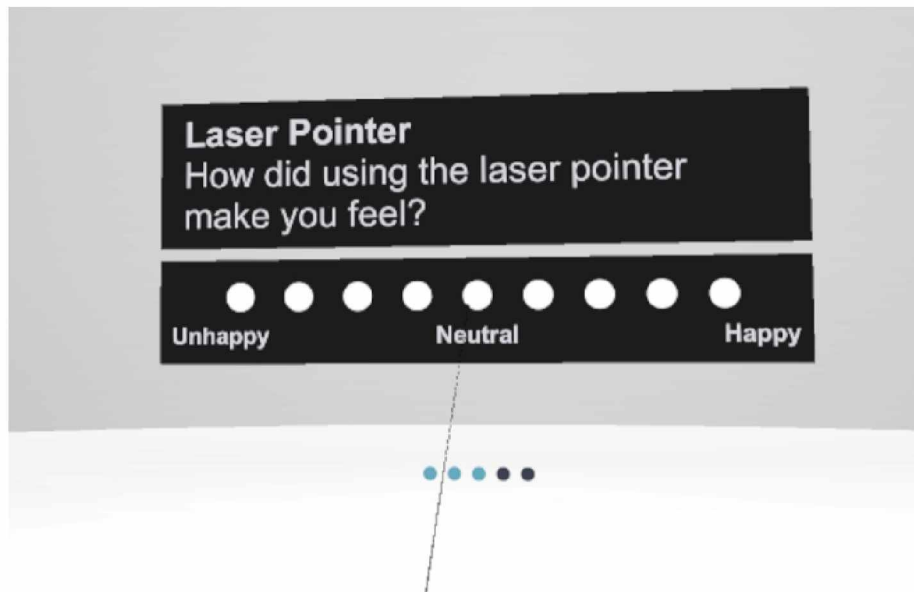 Laser Pointer
How did using the laser pointer
make you feel?
Unhappy Neutral Happy